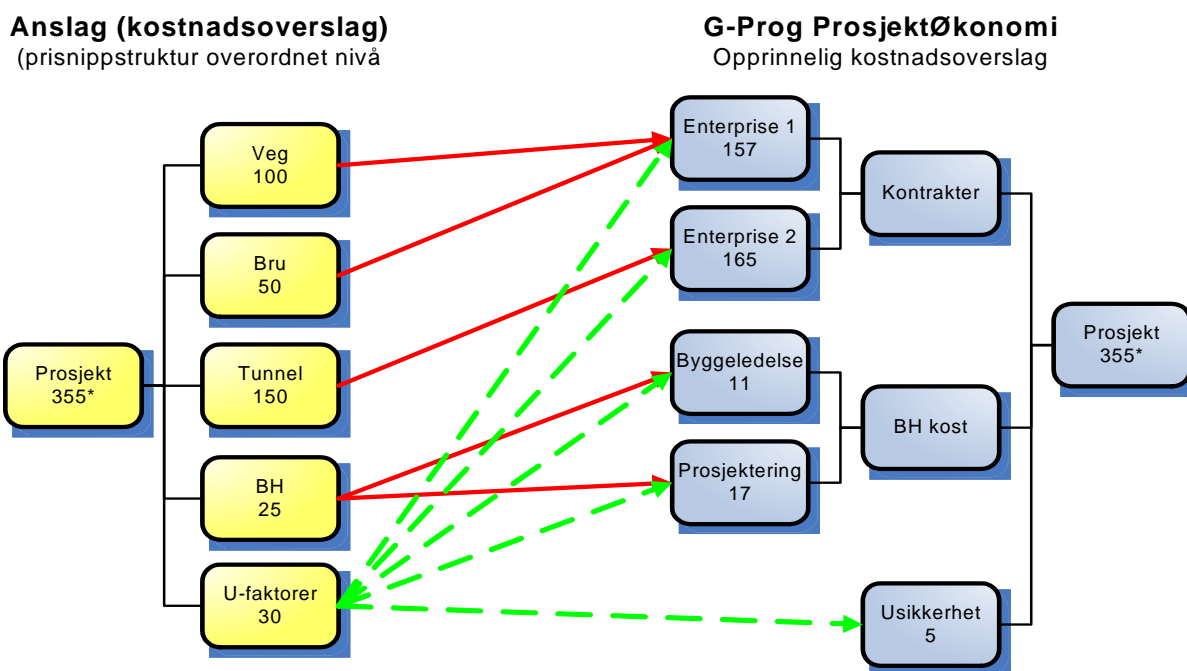 Anslag (kostnadsoverslag)
(prisnippstruktur overordnet nivå
Prosjekt
355*
Veg
100
Bru
50
Tunnel
150
BH
25
U-faktorer
30
G-Prog ProsjektØkonomi
Opprinnelig kostnadsoverslag
Enterprise 1
157
Enterprise 2
165
Byggeledelse
11
Prosjektering
17
Kontrakter
BH kost
Usikkerhet
5
Prosjekt
355*